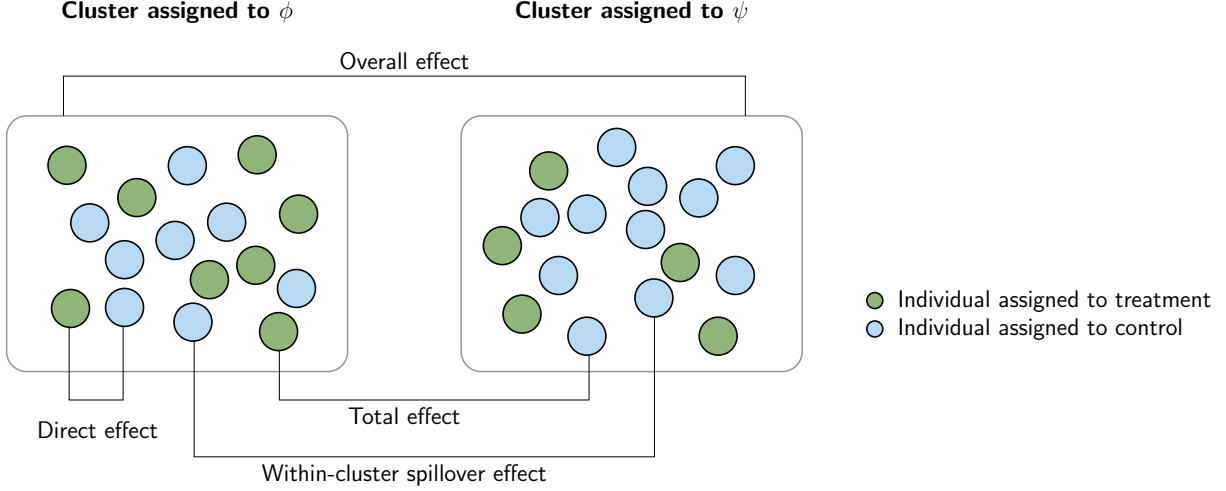 Cluster assigned to ϕ
Cluster assigned to ψ
Overall effect
Individual assigned to treatment
Individual assigned to control
Total effect
Direct effect
Within-cluster spillover effect